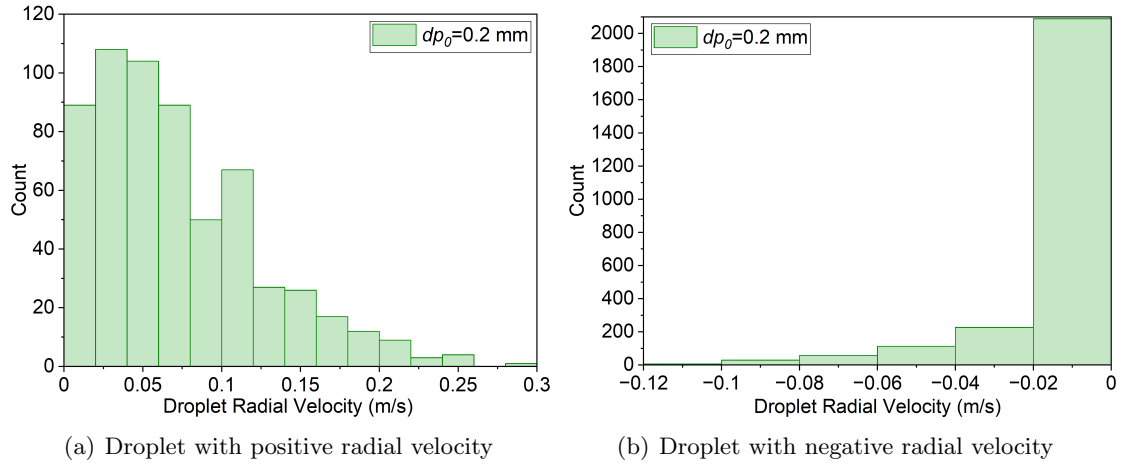 120
100
80
60
40
20
0
Count
dp0=0.2 mm
0 0.05 0.1 0.15 0.2 0.25 0.3
Droplet Radial Velocity (m/s)
(a) Droplet with positive radial velocity
2000
1800
1600
1400
1200
1000
800
600
400
200
0
Count
dp0=0.2 mm
−0.12 −0.1 −0.08 −0.06 −0.04 −0.02 0
Droplet Radial Velocity (m/s)
(b) Droplet with negative radial velocity